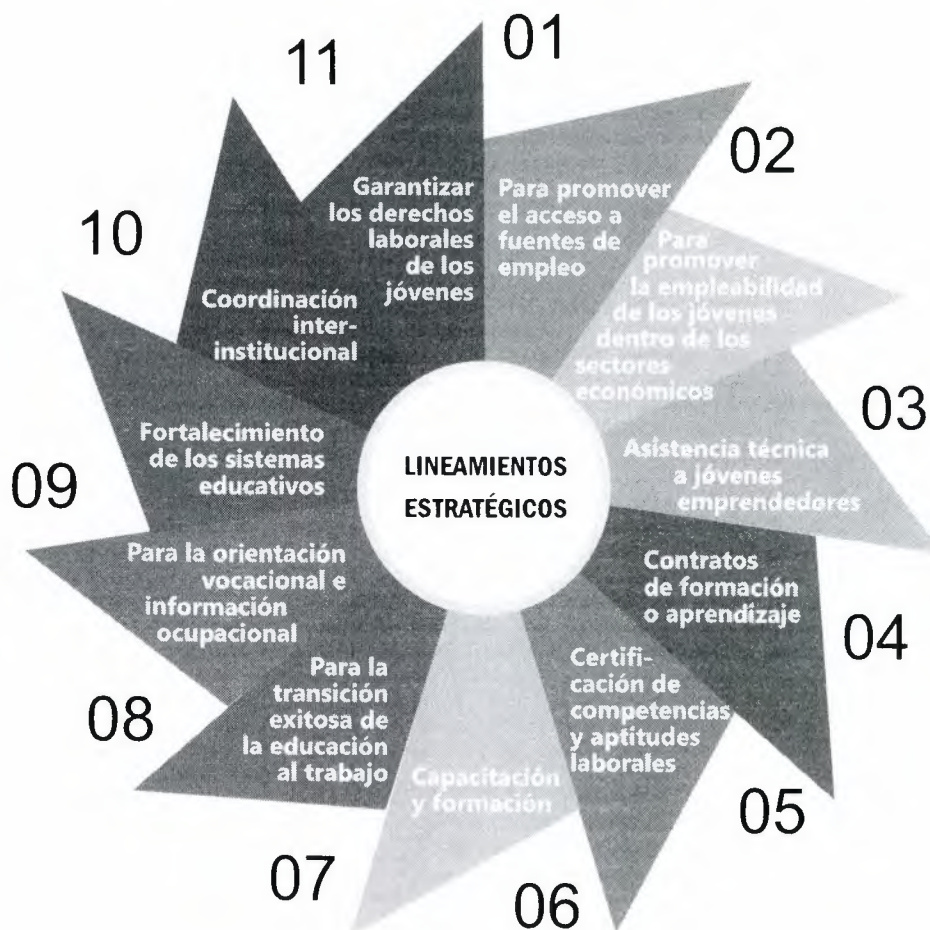 01
Para promover
el acceso a
fuentes de
empleo
02
Para
promover
la empleabilidad
de los jóvenes
dentro de los
sectores
económicos
03
Asistencia técnica
a jóvenes
emprendedores
04
Contratos
de formación
o aprendizaje
05
Certifi-
cación de
competencias
y aptitudes
laborales
06
Capacitación
y formación
07
Para la
transición
exitosa de
la educación
al trabajo
08
Para la orientación
vocacional e
información
ocupacional
09
Fortalecimiento
de los sistemas
educativos
10
Coordinación
inter-
institucional
11
Garantizar
los derechos
laborales
de los
jóvenes
LINEAMIENTOS
ESTRATÉGICOS